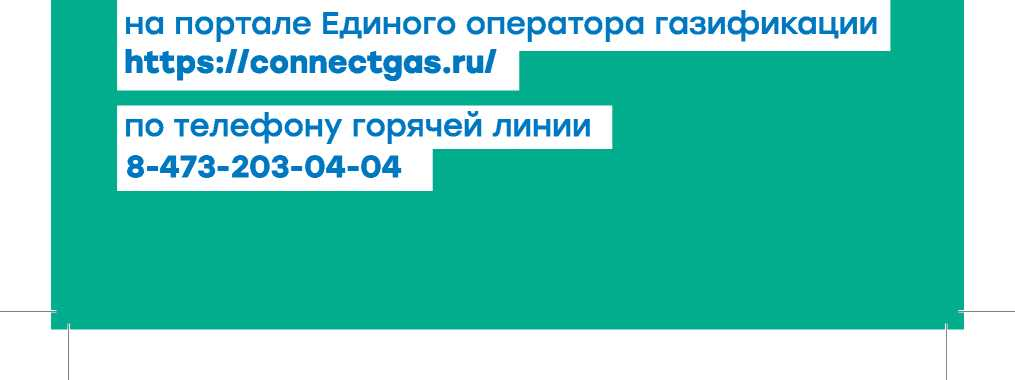 на портале Единого оператора газификации
https://connectgas.ru/
по телефону горячей линии
8-473-203-04-04